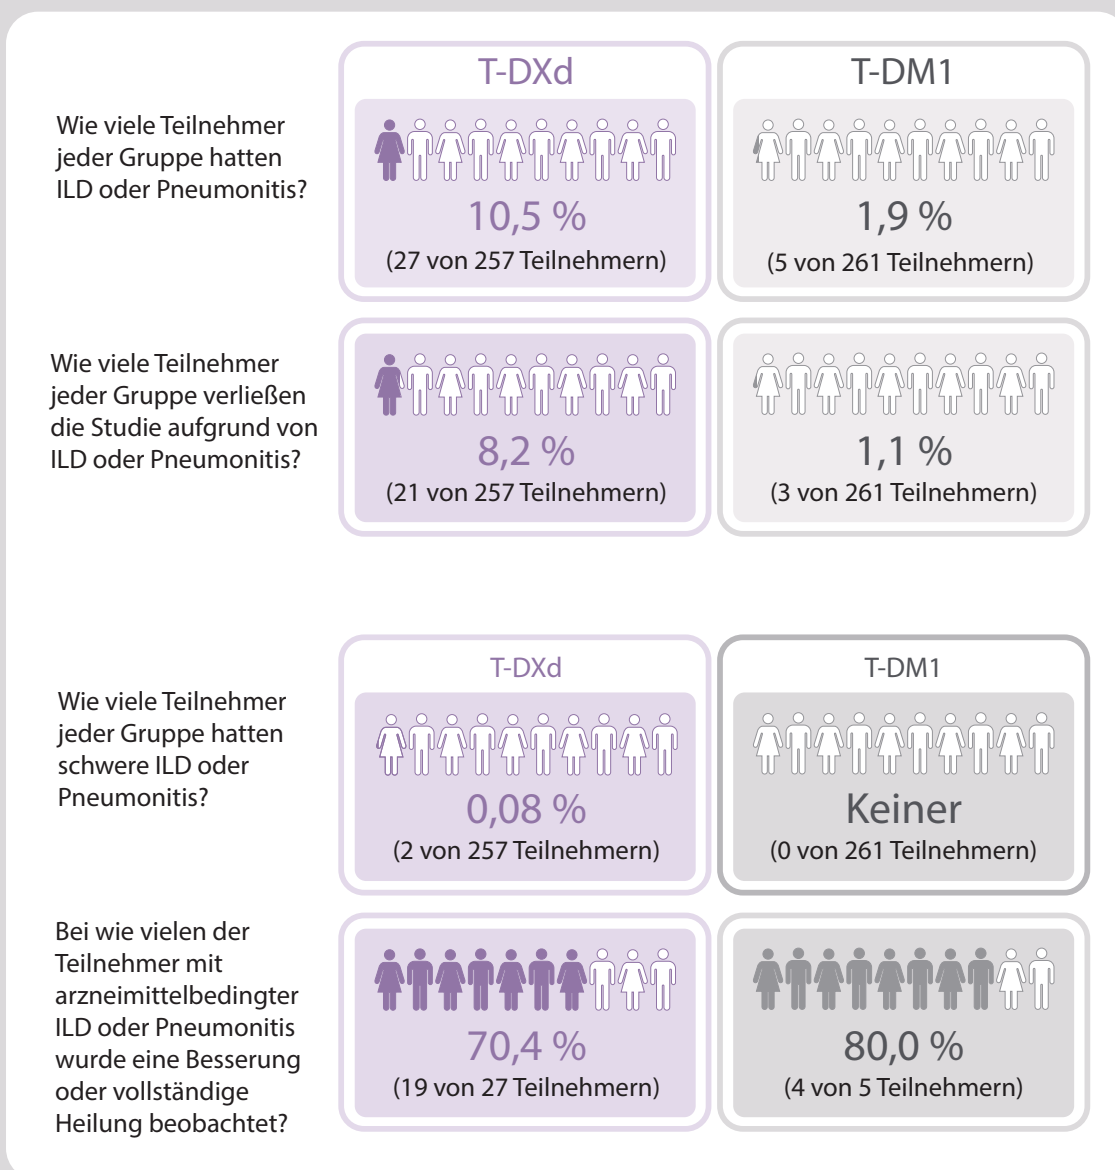 T-DXd
T-DM1
Wie viele Teilnehmer
jeder Gruppe hatten
ILD oder Pneumonitis?
10,5 %
(27 von 257 Teilnehmern)
1,9 %
(5 von 261 Teilnehmern)
Wie viele Teilnehmer
jeder Gruppe verließen
die Studie aufgrund von
ILD oder Pneumonitis?
8,2 %
(21 von 257 Teilnehmern)
1,1 %
(3 von 261 Teilnehmern)
T-DXd
T-DM1
Wie viele Teilnehmer
jeder Gruppe hatten
schwere ILD oder
Pneumonitis?
0,08 %
(2 von 257 Teilnehmern)
Keiner
(0 von 261 Teilnehmern)
Bei wie vielen der
Teilnehmer mit
arzneimittelbedingter
ILD oder Pneumonitis
wurde eine Besserung
oder vollständige
Heilung beobachtet?
70,4 %
(19 von 27 Teilnehmern)
80,0 %
(4 von 5 Teilnehmern)